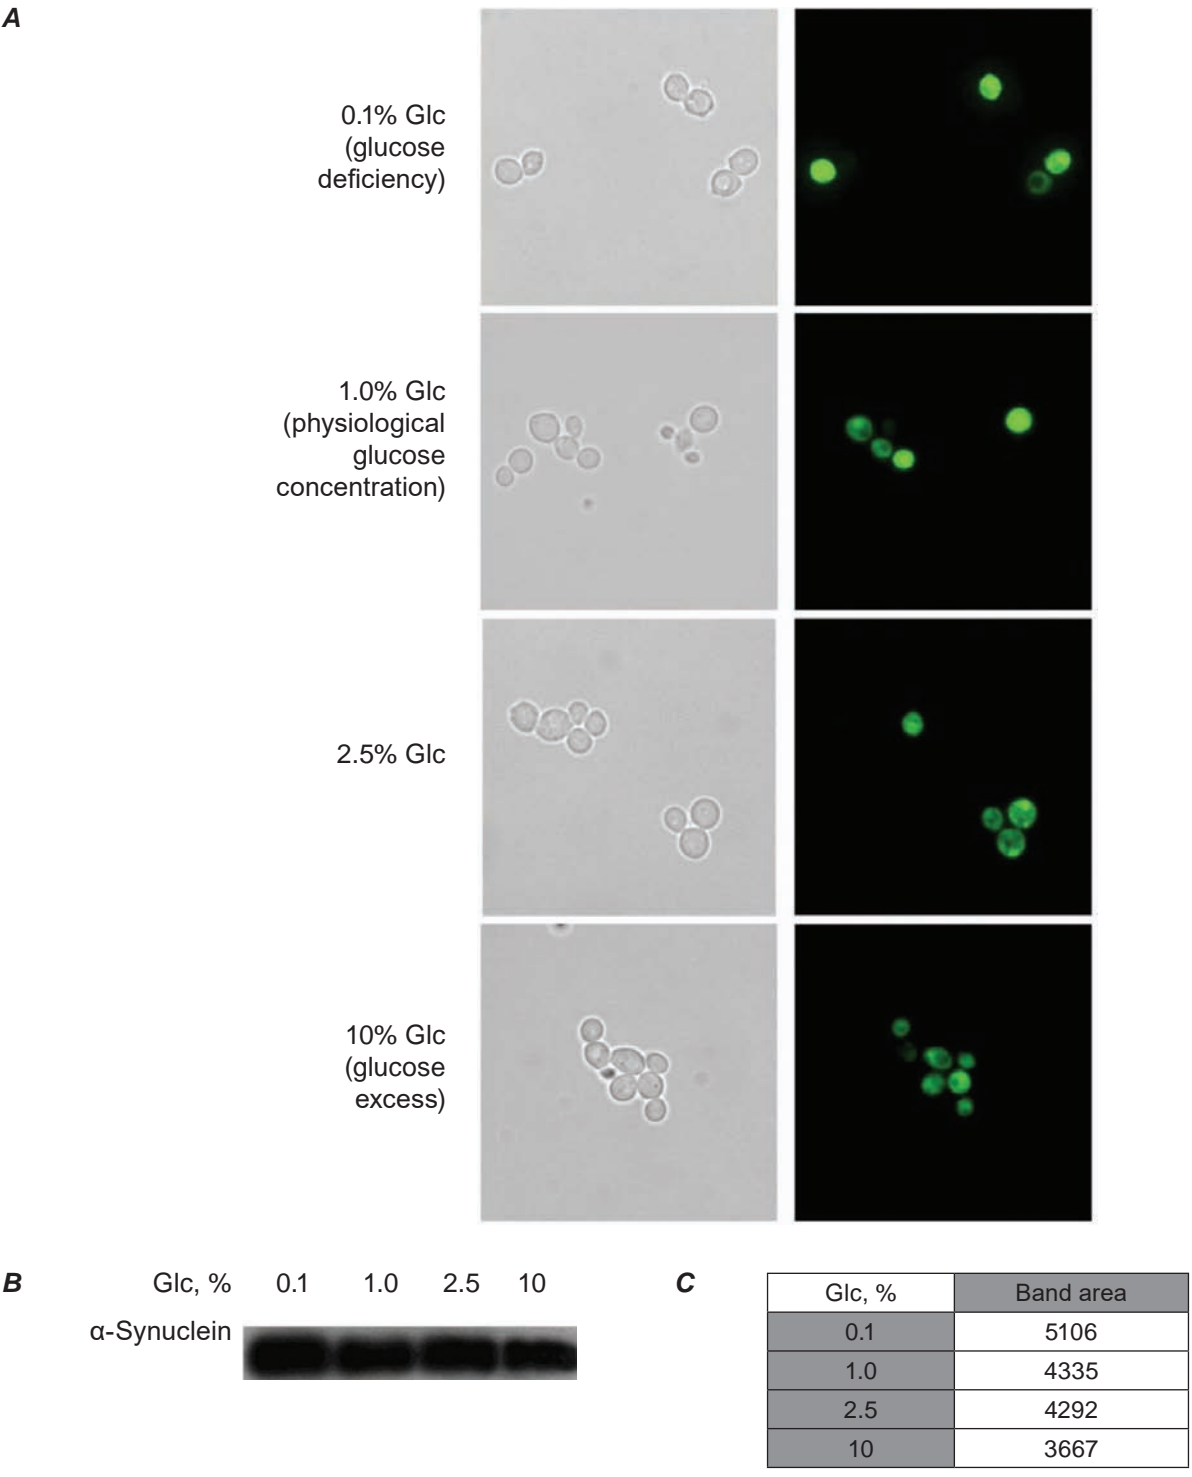 A
0.1% Glc
(glucose
deficiency)
1.0% Glc
(physiological
glucose
concentration)
2.5% Glc
10% Glc
(glucose
excess)
B
Glc, % 0.1 1.0 2.5 10
α-Synuclein
C
Glc, % Band area
0.1 5106
1.0 4335
2.5 4292
10 3667